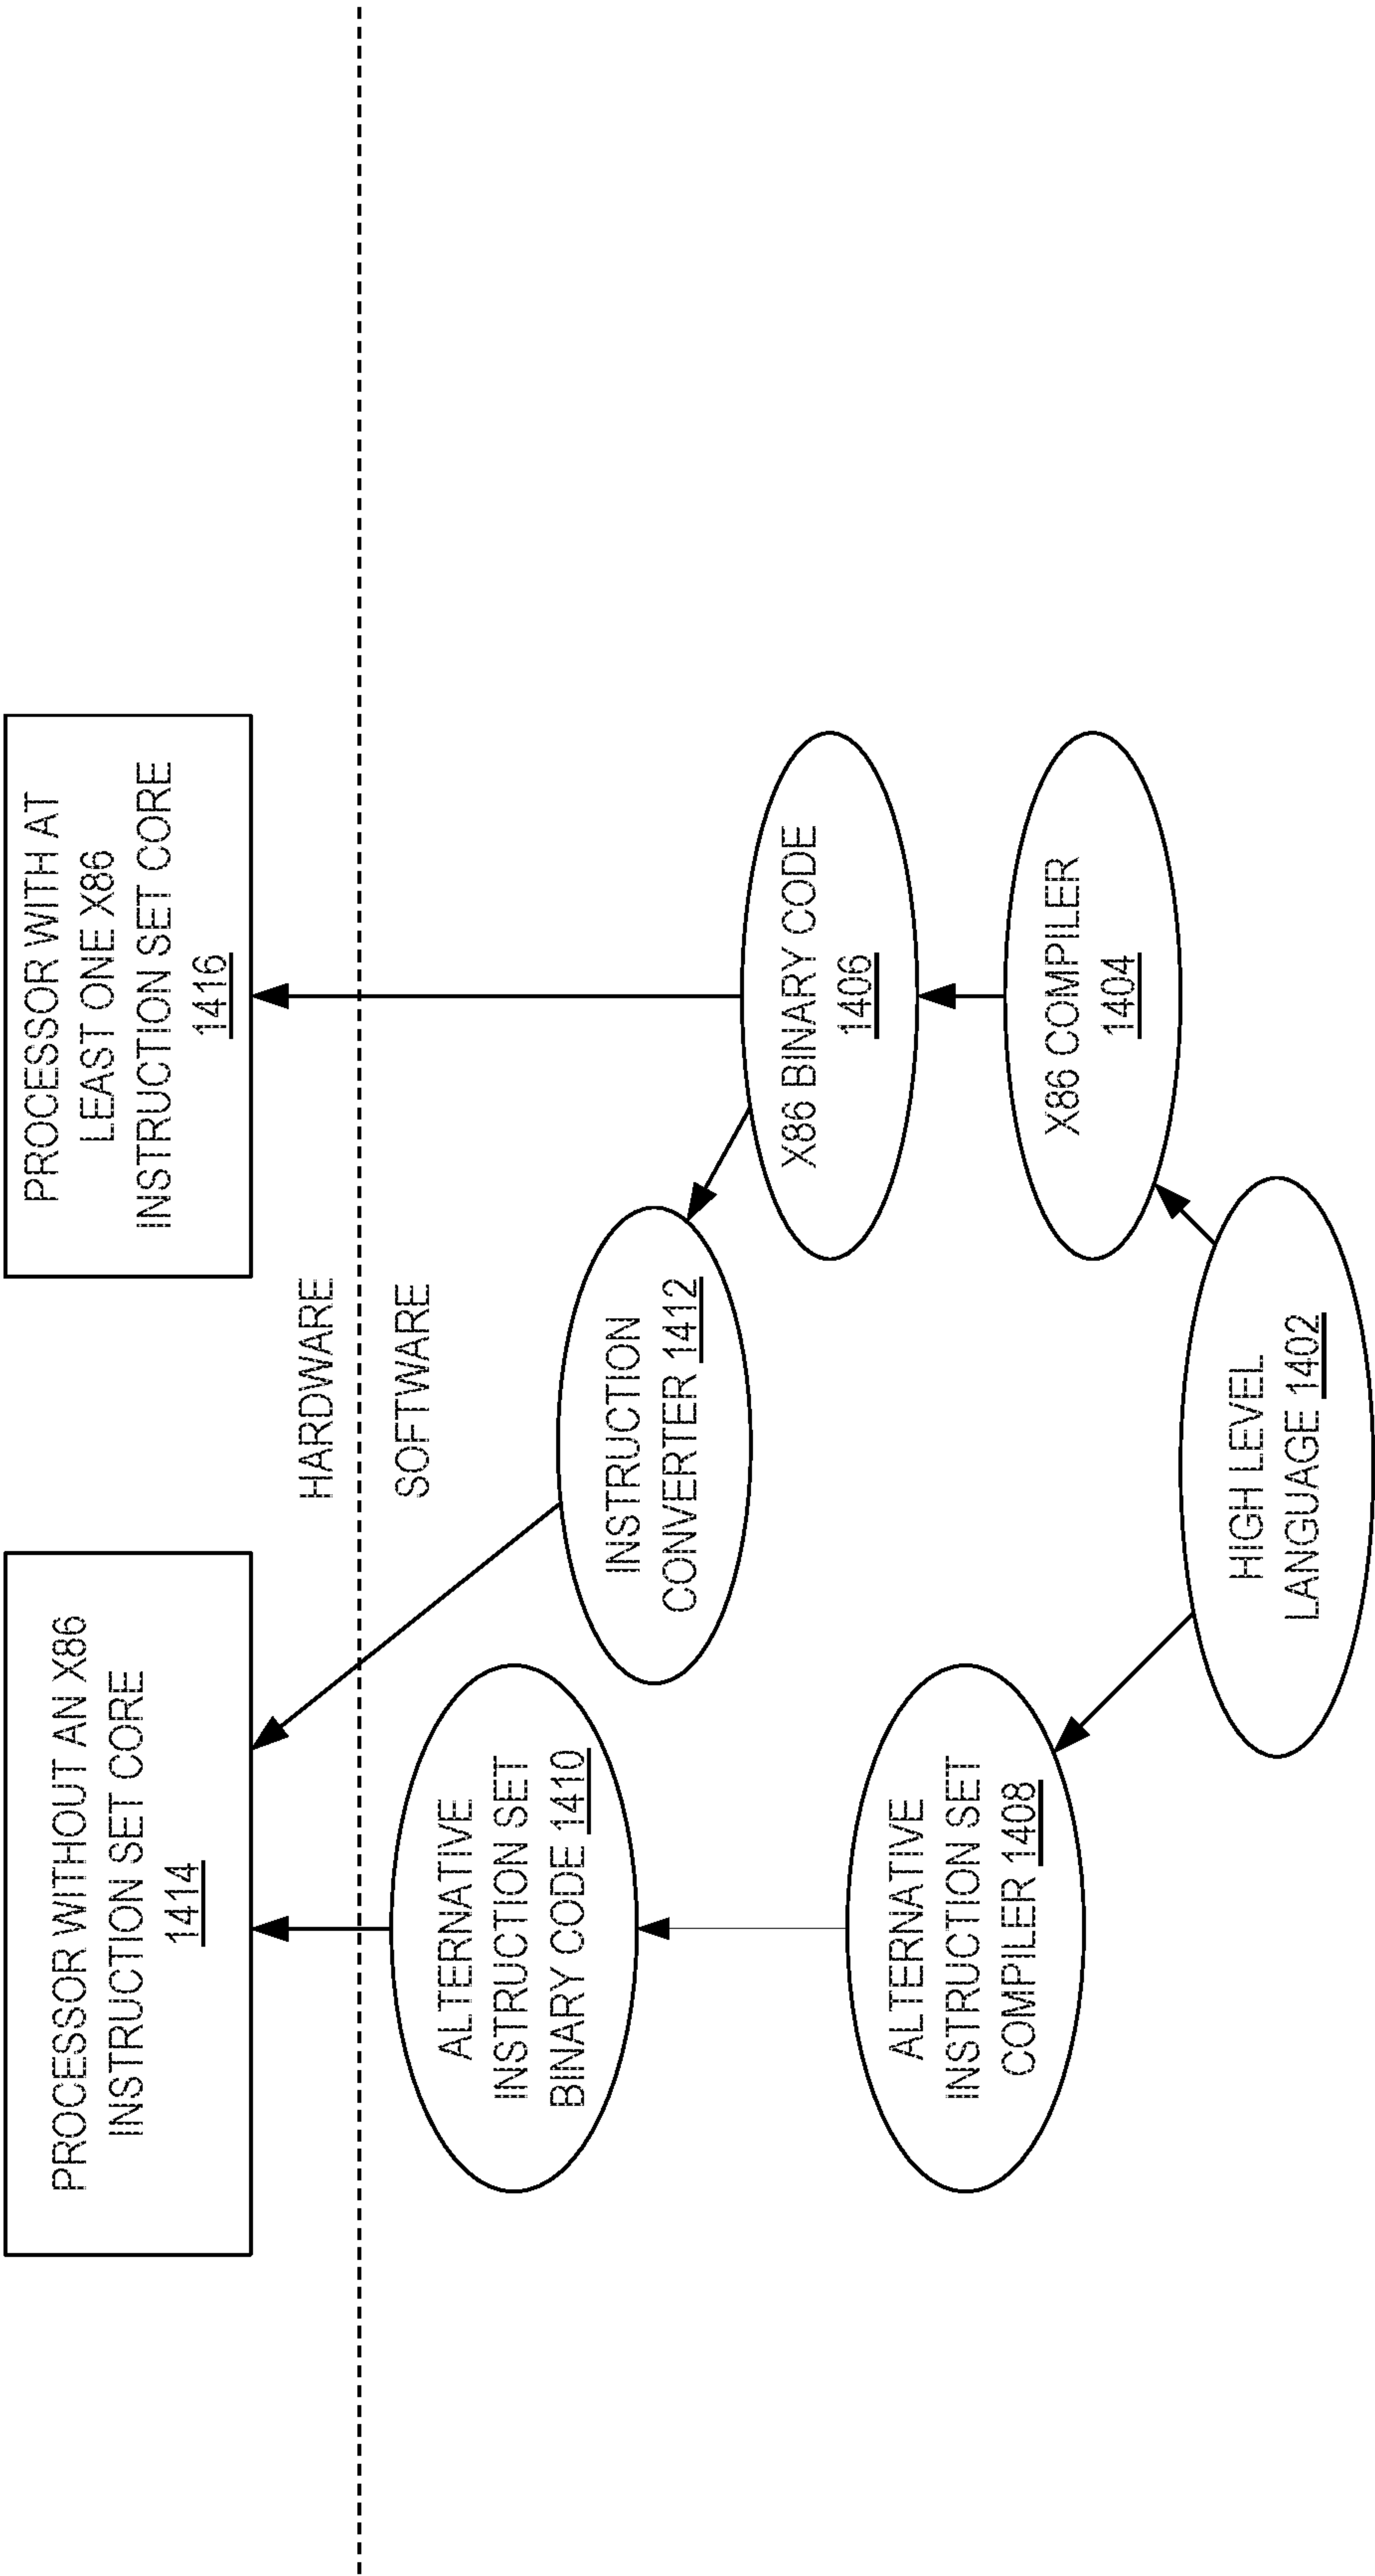 PROCESSOR WITHOUT AN X86
INSTRUCTION SET CORE
1414
PROCESSOR WITH AT
LEAST ONE X86
INSTRUCTION SET CORE
1416
HARDWARE
SOFTWARE
ALTERNATIVE
INSTRUCTION SET
BINARY CODE 1410
INSTRUCTION
CONVERTER 1412
X86 BINARY CODE
1406
ALTERNATIVE
INSTRUCTION SET
COMPILER 1408
X86 COMPILER
1404
HIGH LEVEL
LANGUAGE 1402